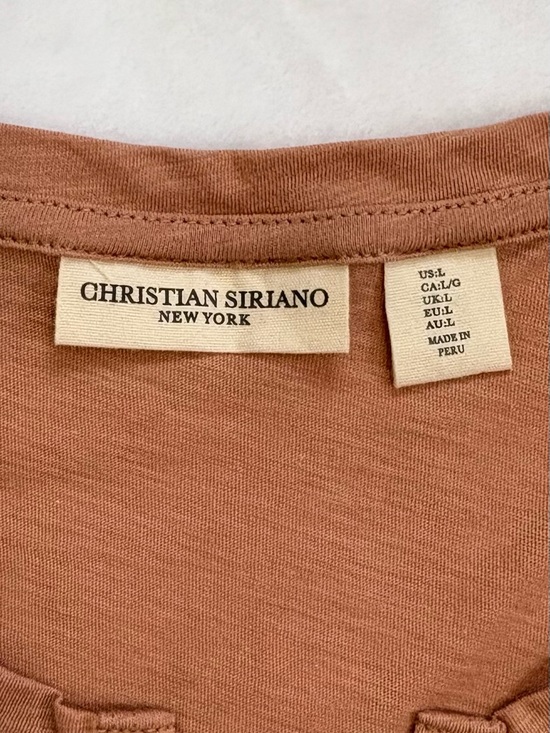 CHRISTIAN SIRIANO
NEW YORK
US:L
CA:L/G
UK:L
EU:L
AU:L
MADE IN
PERU